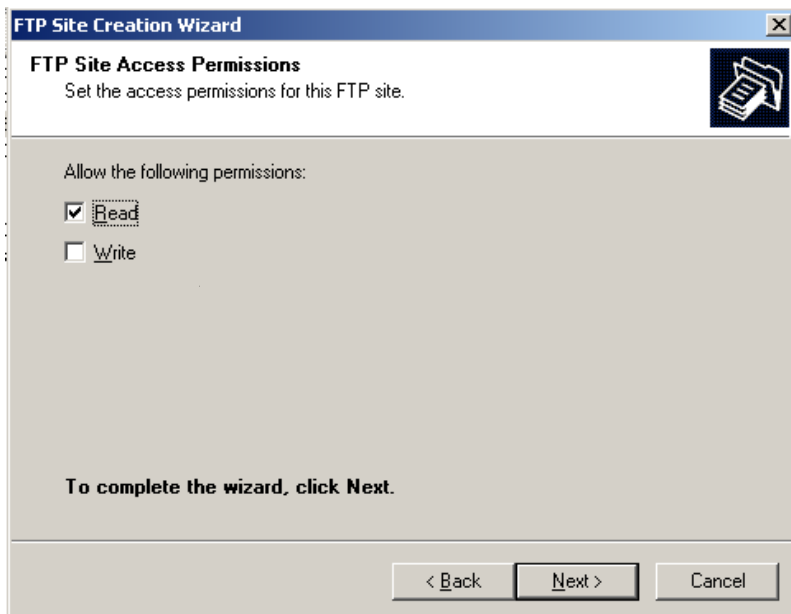 FTP Site Creation Wizard
FTP Site Access Permissions
Set the access permissions for this FTP site.
Allow the following permissions:
Read
Write
To complete the wizard, click Next.
< Back
Next >
Cancel